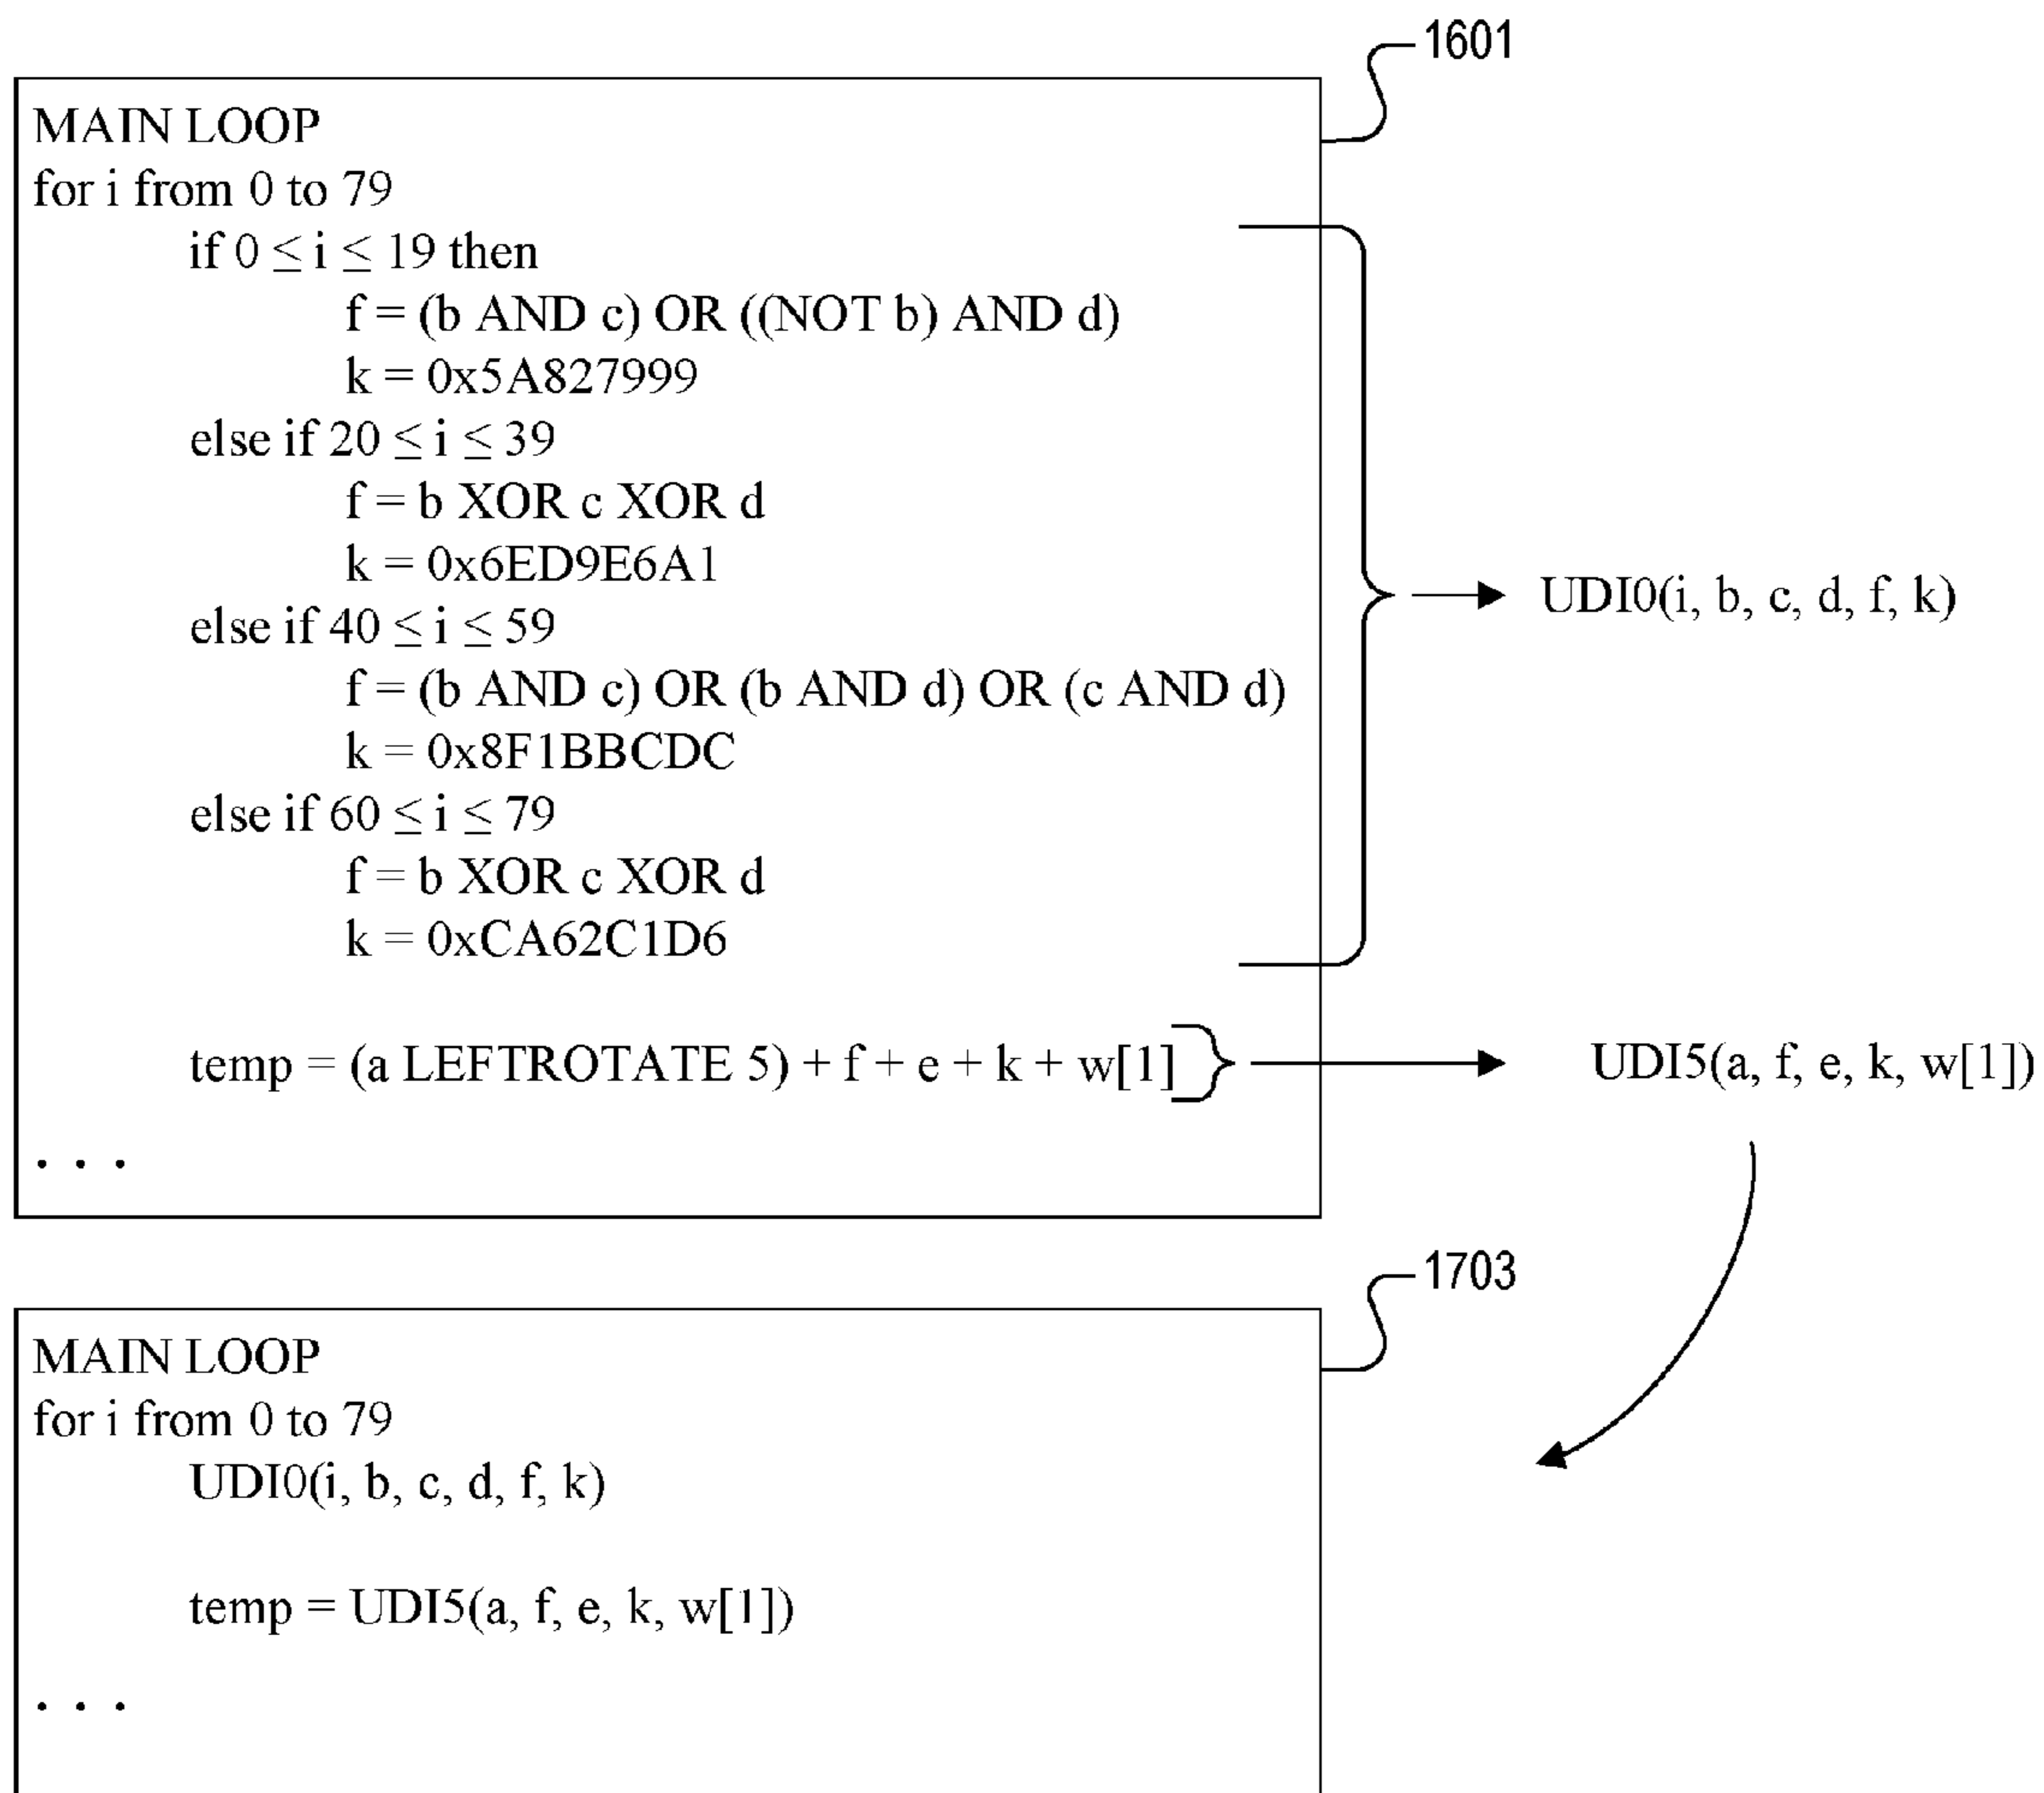 1601
MAIN LOOP
for i from 0 to 79
if 0 ≤ i ≤ 19 then
f = (b AND c) OR ((NOT b) AND d)
k = 0x5A827999
else if 20 ≤ i ≤ 39
f = b XOR c XOR d
k = 0x6ED9E6A1
else if 40 ≤ i ≤ 59
f = (b AND c) OR (b AND d) OR (c AND d)
k = 0x8F1BBCDC
else if 60 ≤ i ≤ 79
f = b XOR c XOR d
k = 0xCA62C1D6
UDI0(i, b, c, d, f, k)
temp = (a LEFTROTATE 5) + f + e + k + w[1]
UDI5(a, f, e, k, w[1])
. . .
1703
MAIN LOOP
for i from 0 to 79
UDI0(i, b, c, d, f, k)
temp = UDI5(a, f, e, k, w[1])
. . .